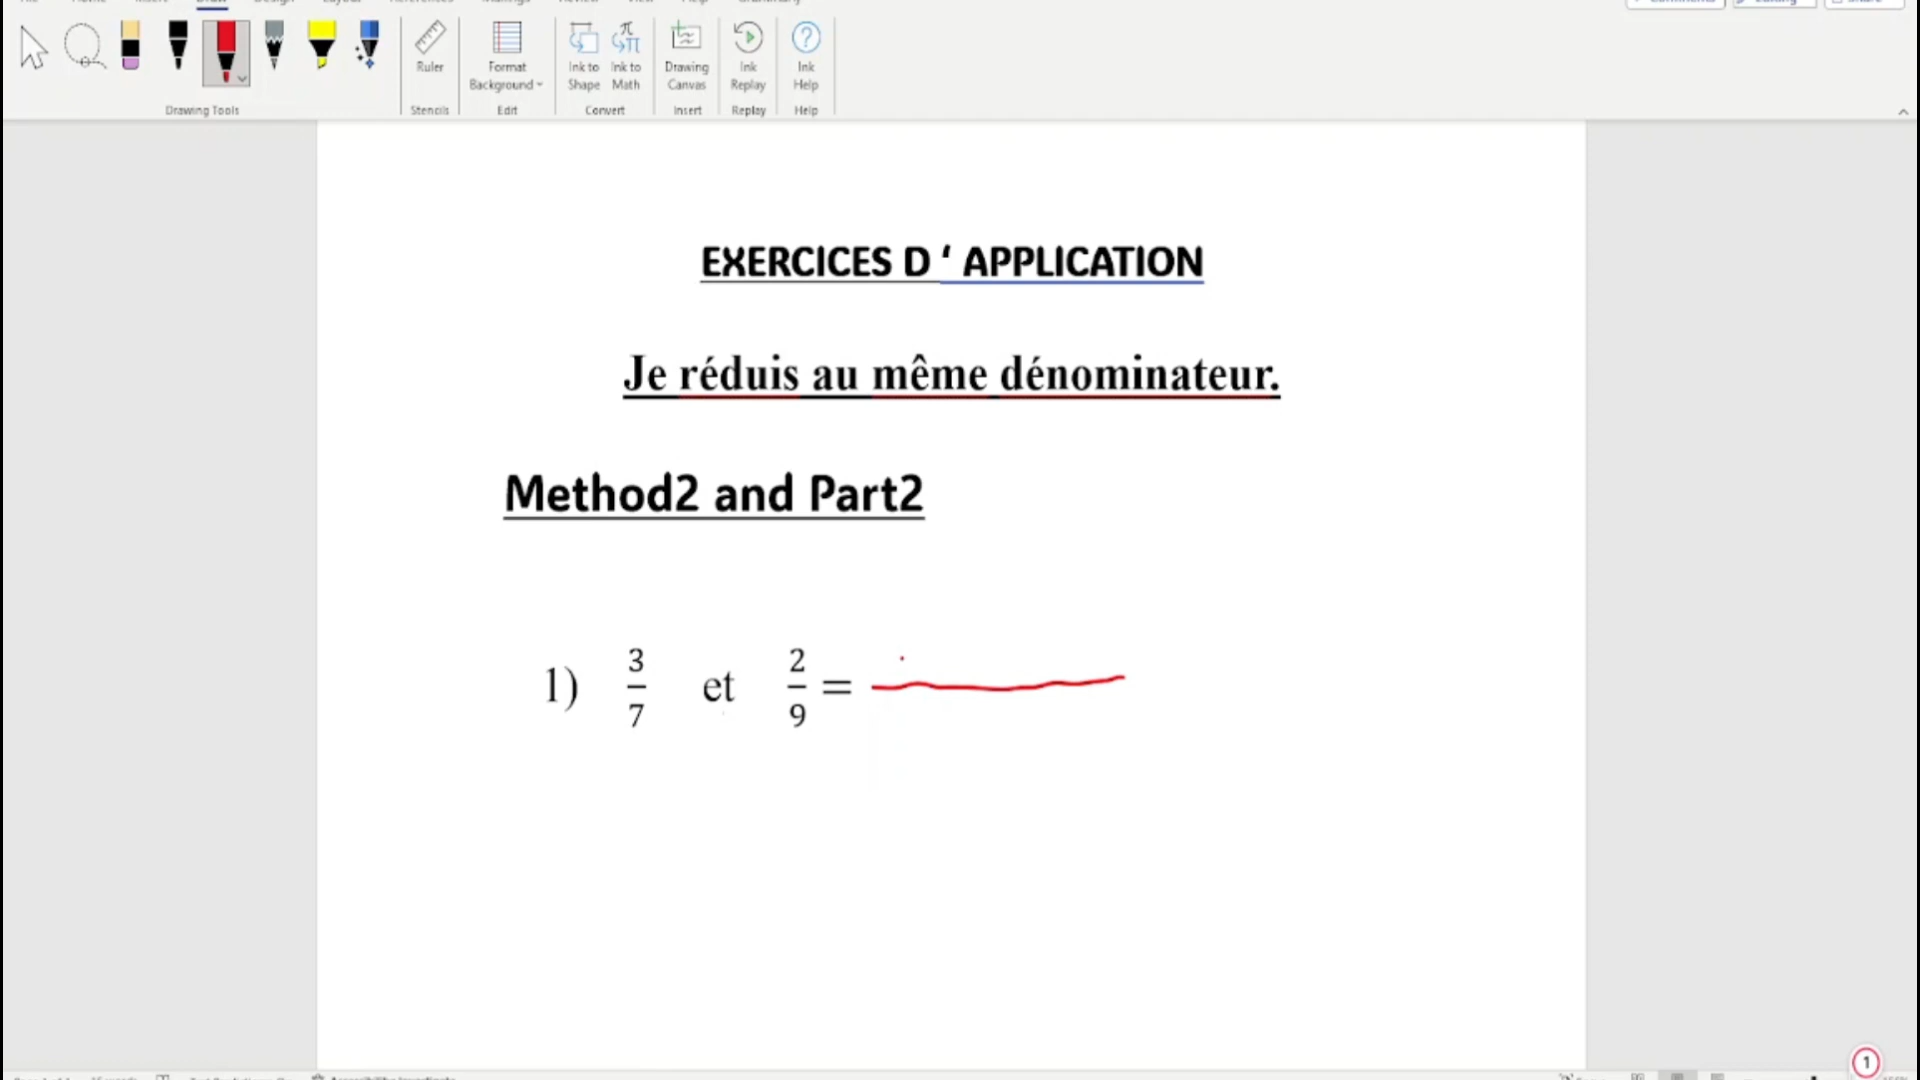 Draw
Ruler
Format Background
Ink to Shape
Ink to Math
Drawing Canvas
Ink Replay
Ink Help
Drawing Tools
Stencils
Edit
Convert
Insert
Replay
Help
EXERCICES D ‘ APPLICATION
Je réduis au même dénominateur.
Method2 and Part2
1) 3/7 et 2/9 =
1